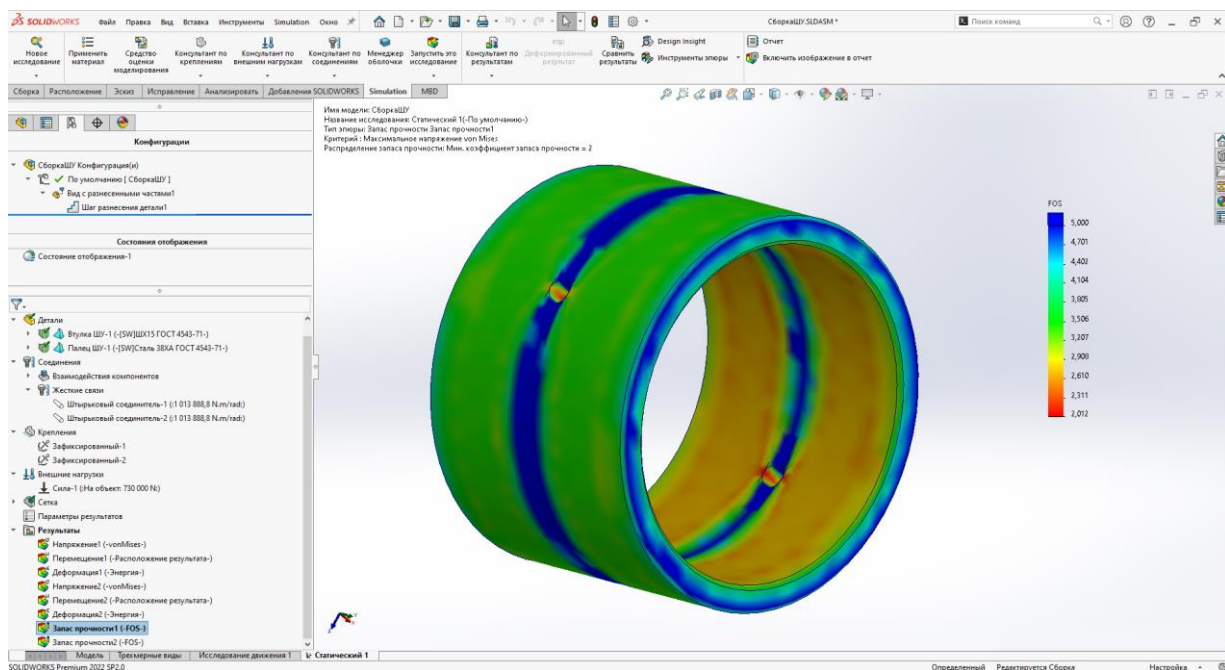 SOLIDWORKS Файл Правка Вид Вставка Инструменты Simulation Окно СборкаШУ.SLDASM * Поиск команд
Новое исследование
Применить материал
Средство оценки моделирования
Консультант по креплениям
Консультант по внешним нагрузкам
Консультант по соединениям
Менеджер оболочки
Запустить это исследование
Консультант по результатам
Деформированный результат
Сравнить результаты
Design Insight
Инструменты эпюры
Отчет
Включить изображение в отчет
Сборка Расположение Эскиз Исправление Анализировать Добавления SOLIDWORKS Simulation MBD
Конфигурации
СборкаШУ Конфигурация(и)
По умолчанию [ СборкаШУ ]
Вид с разнесенными частями1
Шаг разнесения детали1
Состояния отображения
Состояние отображения-1
Детали
Втулка ШУ-1 (-[SW]ШХ15 ГОСТ 4543-71-)
Палец ШУ-1 (-[SW]Сталь 38ХА ГОСТ 4543-71-)
Соединения
Взаимодействия компонентов
Жесткие связи
Штырьковый соединитель-1 (:1 013 888,8 N.m/rad:)
Штырьковый соединитель-2 (:1 013 888,8 N.m/rad:)
Крепления
Зафиксированный-1
Зафиксированный-2
Внешние нагрузки
Сила-1 (:На объект: 730 000 N:)
Сетка
Параметры результатов
Результаты
Напряжение1 (-vonMises-)
Перемещение1 (-Расположение результата-)
Деформация1 (-Энергия-)
Напряжение2 (-vonMises-)
Перемещение2 (-Расположение результата-)
Деформация2 (-Энергия-)
Запас прочности1 (-FOS-)
Запас прочности2 (-FOS-)
Имя модели: СборкаШУ
Название исследования: Статический 1(-По умолчанию-)
Тип эпюры: Запас прочности Запас прочности1
Критерий : Максимальное напряжение von Mises
Распределение запаса прочности: Мин. коэффициент запаса прочности = 2
FOS
5,000
4,701
4,402
4,104
3,805
3,506
3,207
2,908
2,610
2,311
2,012
Модель Трехмерные виды Исследование движения 1 Статический 1
SOLIDWORKS Premium 2022 SP2.0 Определенный Редактируется Сборка Настройка